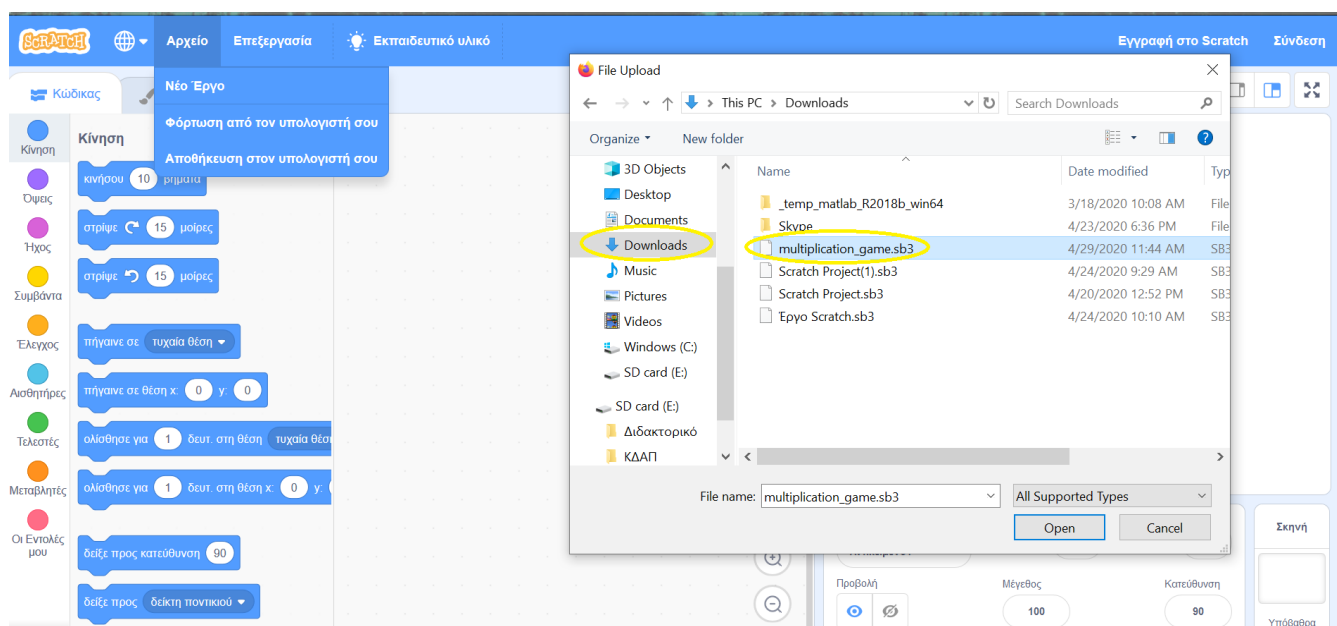 SCRATCH
Αρχείο
Επεξεργασία
Εκπαιδευτικό υλικό
Εγγραφή στο Scratch
Σύνδεση
Νέο Έργο
Φόρτωση από τον υπολογιστή σου
Αποθήκευση στον υπολογιστή σου
Κώδικας
Κίνηση
Όψεις
Ήχος
Συμβάντα
Έλεγχος
Αισθητήρες
Τελεστές
Μεταβλητές
Οι Εντολές
μου
Κίνηση
κινήσου 10 βήματα
στρίψε 15 μοίρες
στρίψε 15 μοίρες
πήγαινε σε τυχαία θέση
πήγαινε σε θέση x: 0 y: 0
ολίσθησε για 1 δευτ. στη θέση τυχαία θέσ
ολίσθησε για 1 δευτ. στη θέση x: 0 y:
δείξε προς κατεύθυνση 90
δείξε προς δείκτη ποντικιού
File Upload
This PC > Downloads
Search Downloads
Organize
New folder
3D Objects
Desktop
Documents
Downloads
Music
Pictures
Videos
Windows (C:)
SD card (E:)
SD card (E:)
Διδακτορικό
ΚΔΑΠ
Name Date modified Typ
_temp_matlab_R2018b_win64 3/18/2020 10:08 AM File
Skype 4/23/2020 6:36 PM File
multiplication_game.sb3 4/29/2020 11:44 AM SB3
Scratch Project(1).sb3 4/24/2020 9:29 AM SB3
Scratch Project.sb3 4/20/2020 12:52 PM SB3
Έργο Scratch.sb3 4/24/2020 10:10 AM SB3
File name: multiplication_game.sb3
All Supported Types
Open
Cancel
Προβολή
Μέγεθος
100
Κατεύθυνση
90
Σκηνή
Υπόβαθρα